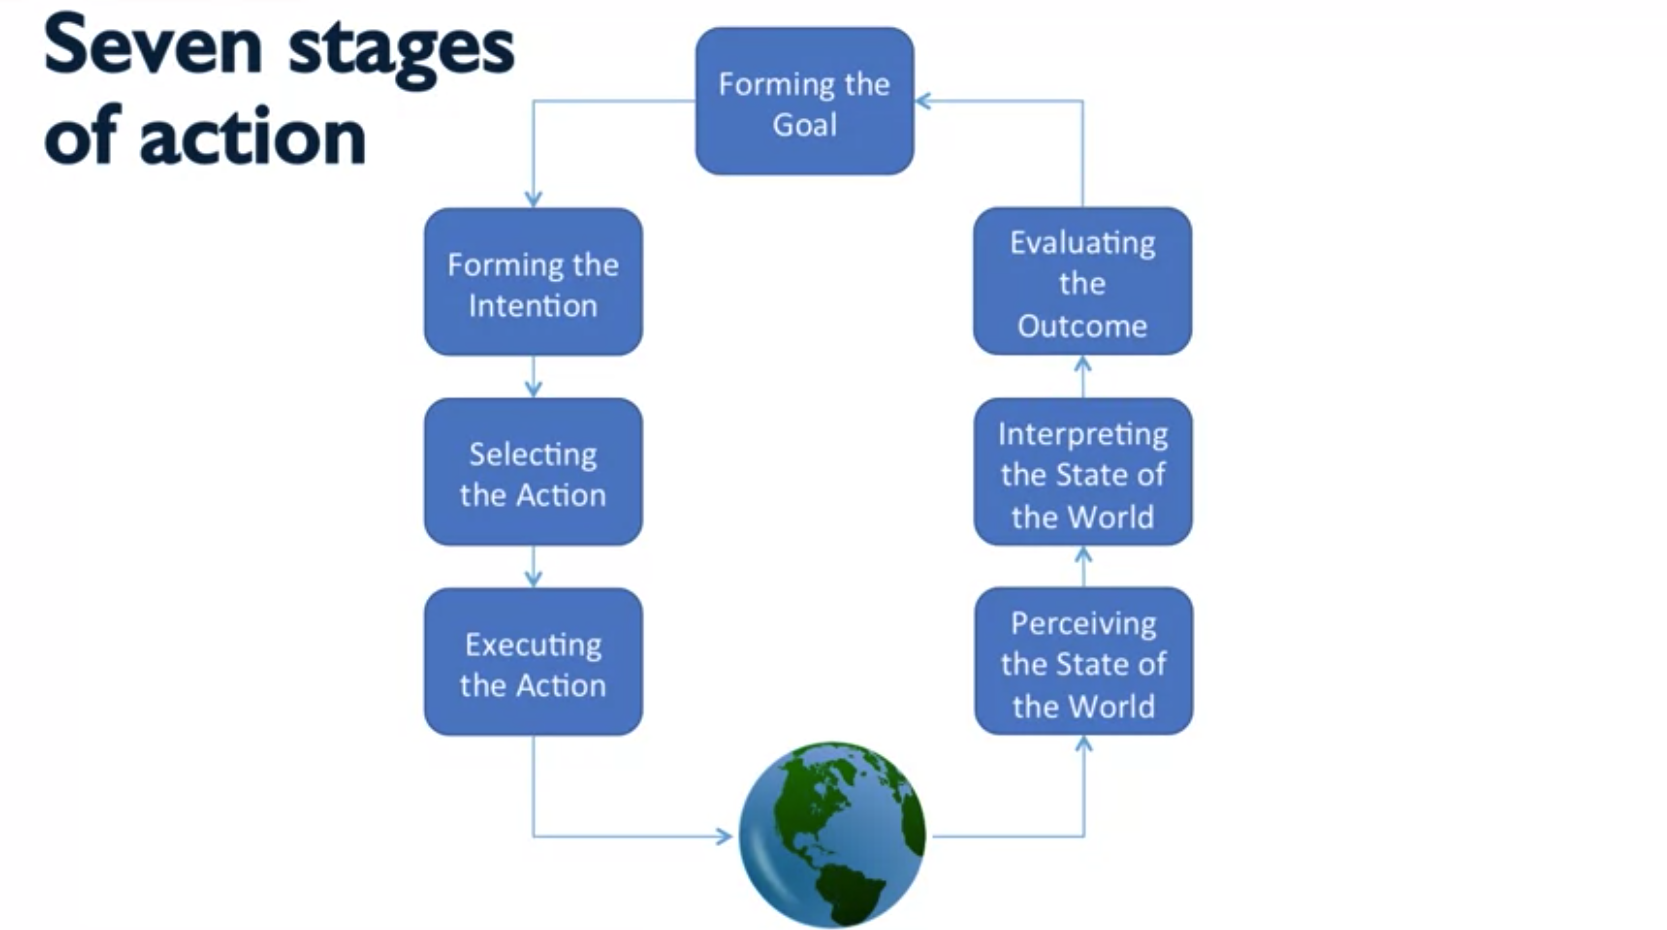 Seven stages
of action
Forming the
Goal
Forming the
Intention
Selecting
the Action
Executing
the Action
Evaluating
the
Outcome
Interpreting
the State of
the World
Perceiving
the State of
the World